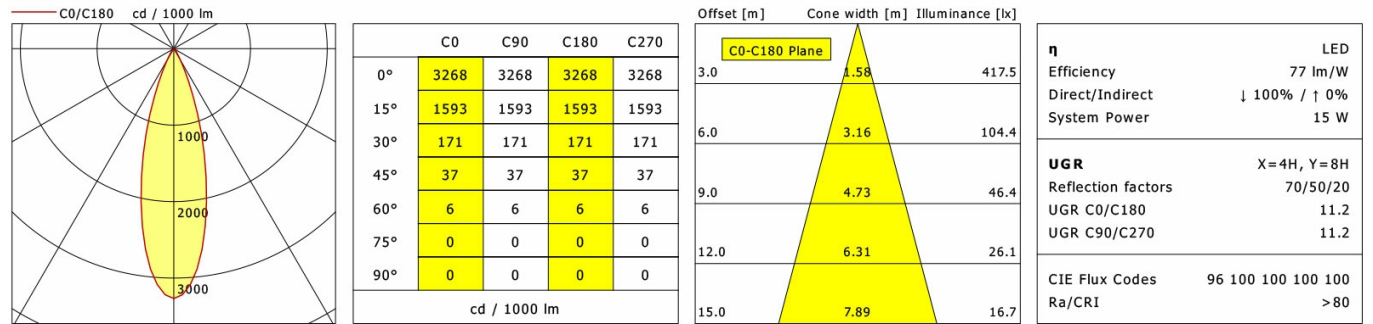 C0/C180 cd / 1000 lm
1000
2000
3000
C0 C90 C180 C270
0° 3268 3268 3268 3268
15° 1593 1593 1593 1593
30° 171 171 171 171
45° 37 37 37 37
60° 6 6 6 6
75° 0 0 0 0
90° 0 0 0 0
cd / 1000 lm
Offset [m] Cone width [m] Illuminance [lx]
C0-C180 Plane
3.0 1.58 417.5
6.0 3.16 104.4
9.0 4.73 46.4
12.0 6.31 26.1
15.0 7.89 16.7
η LED
Efficiency 77 lm/W
Direct/Indirect ↓ 100% / ↑ 0%
System Power 15 W
UGR X=4H, Y=8H
Reflection factors 70/50/20
UGR C0/C180 11.2
UGR C90/C270 11.2
CIE Flux Codes 96 100 100 100 100
Ra/CRI >80